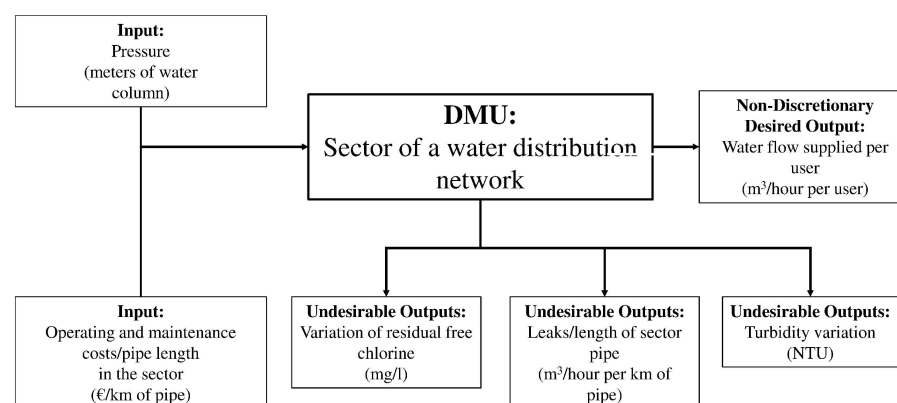 Input:
Pressure
(meters of water
column)
DMU:
Sector of a water distribution
network
Non-Discretionary
Desired Output:
Water flow supplied per
user
(m³/hour per user)
Input:
Operating and maintenance
costs/pipe length
in the sector
(€/km of pipe)
Undesirable Outputs:
Variation of residual free
chlorine
(mg/l)
Undesirable Outputs:
Leaks/length of sector
pipe
(m³/hour per km of
pipe)
Undesirable Outputs:
Turbidity variation
(NTU)